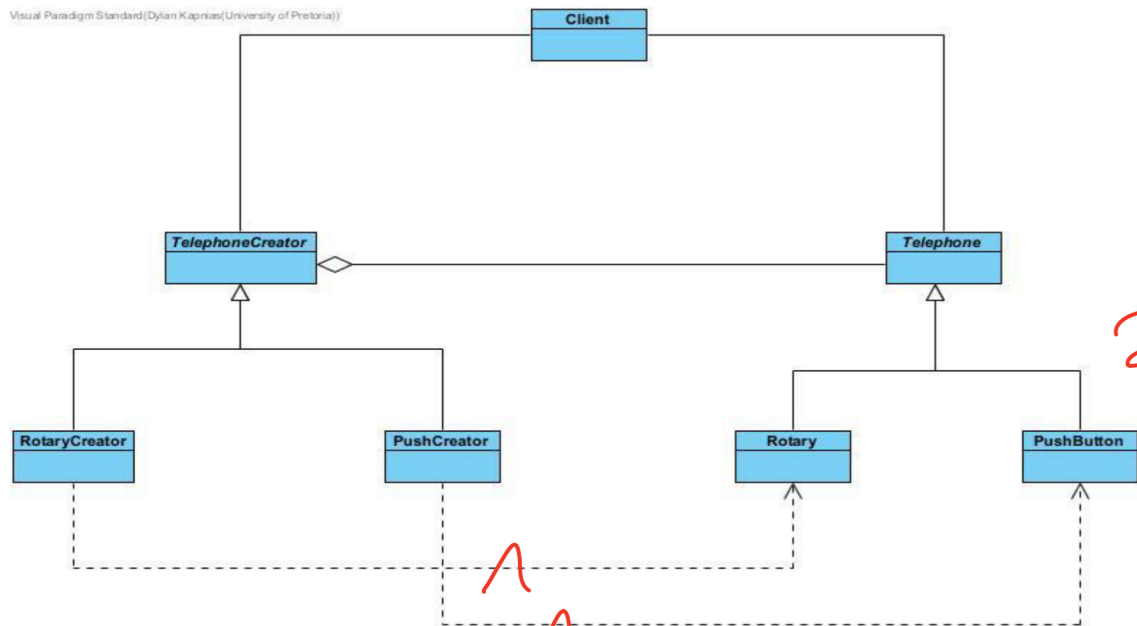 Visual Paradigm Standard(Dylan Kapnias(University of Pretoria))
Client
TelephoneCreator
Telephone
RotaryCreator
PushCreator
Rotary
PushButton